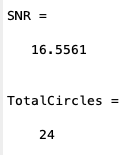 SNR =
16.5561
TotalCircles =
24